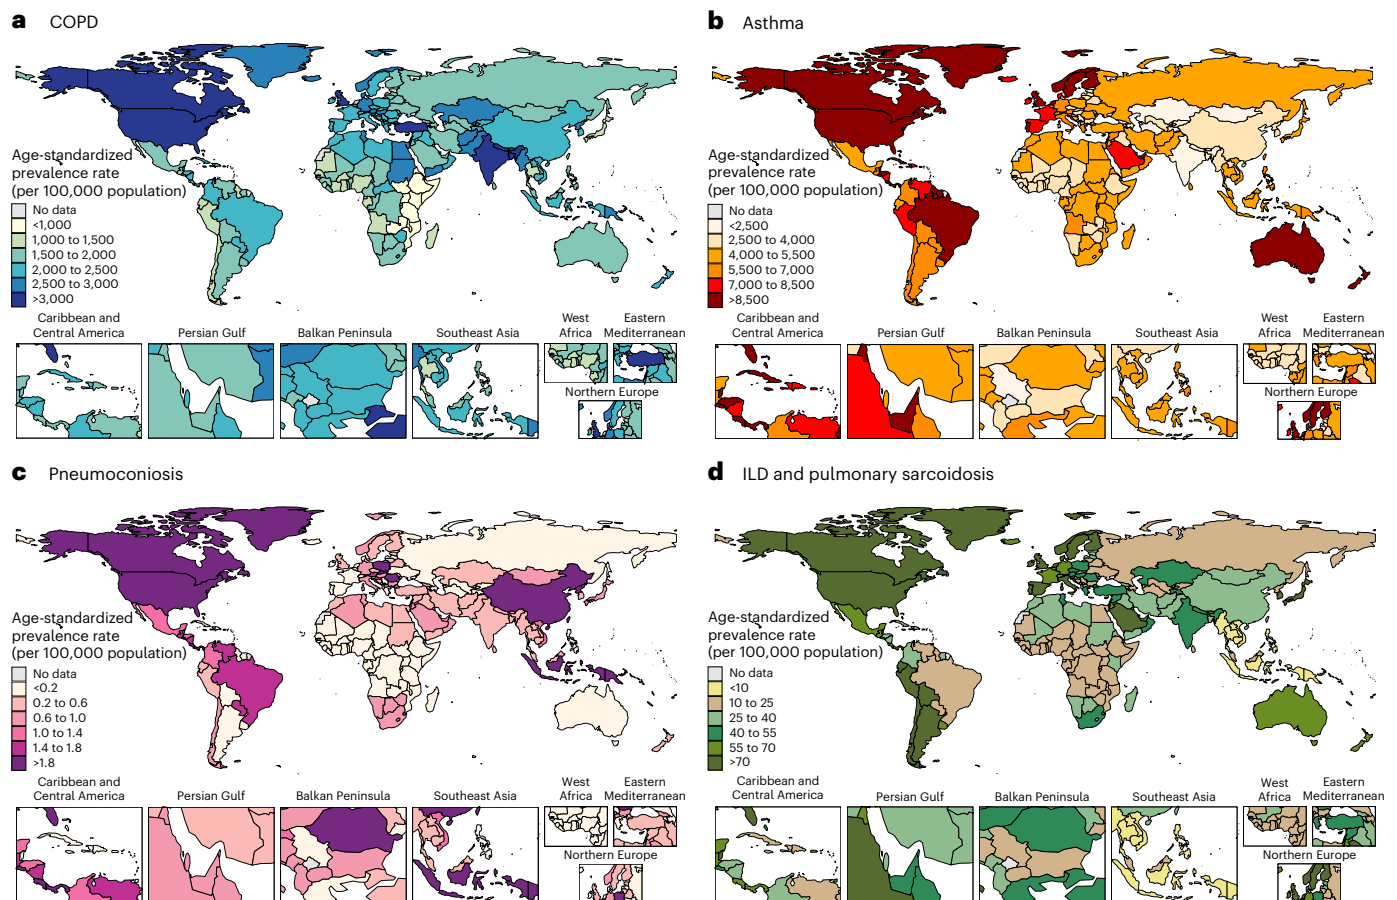 a COPD
Age-standardized
prevalence rate
(per 100,000 population)
No data
<1,000
1,000 to 1,500
1,500 to 2,000
2,000 to 2,500
2,500 to 3,000
>3,000
Caribbean and
Central America
Persian Gulf
Balkan Peninsula
Southeast Asia
West
Africa
Eastern
Mediterranean
Northern Europe
b Asthma
Age-standardized
prevalence rate
(per 100,000 population)
No data
<2,500
2,500 to 4,000
4,000 to 5,500
5,500 to 7,000
7,000 to 8,500
>8,500
Caribbean and
Central America
Persian Gulf
Balkan Peninsula
Southeast Asia
West
Africa
Eastern
Mediterranean
Northern Europe
c Pneumoconiosis
Age-standardized
prevalence rate
(per 100,000 population)
No data
<0.2
0.2 to 0.6
0.6 to 1.0
1.0 to 1.4
1.4 to 1.8
>1.8
Caribbean and
Central America
Persian Gulf
Balkan Peninsula
Southeast Asia
West
Africa
Eastern
Mediterranean
Northern Europe
d ILD and pulmonary sarcoidosis
Age-standardized
prevalence rate
(per 100,000 population)
No data
<10
10 to 25
25 to 40
40 to 55
55 to 70
>70
Caribbean and
Central America
Persian Gulf
Balkan Peninsula
Southeast Asia
West
Africa
Eastern
Mediterranean
Northern Europe